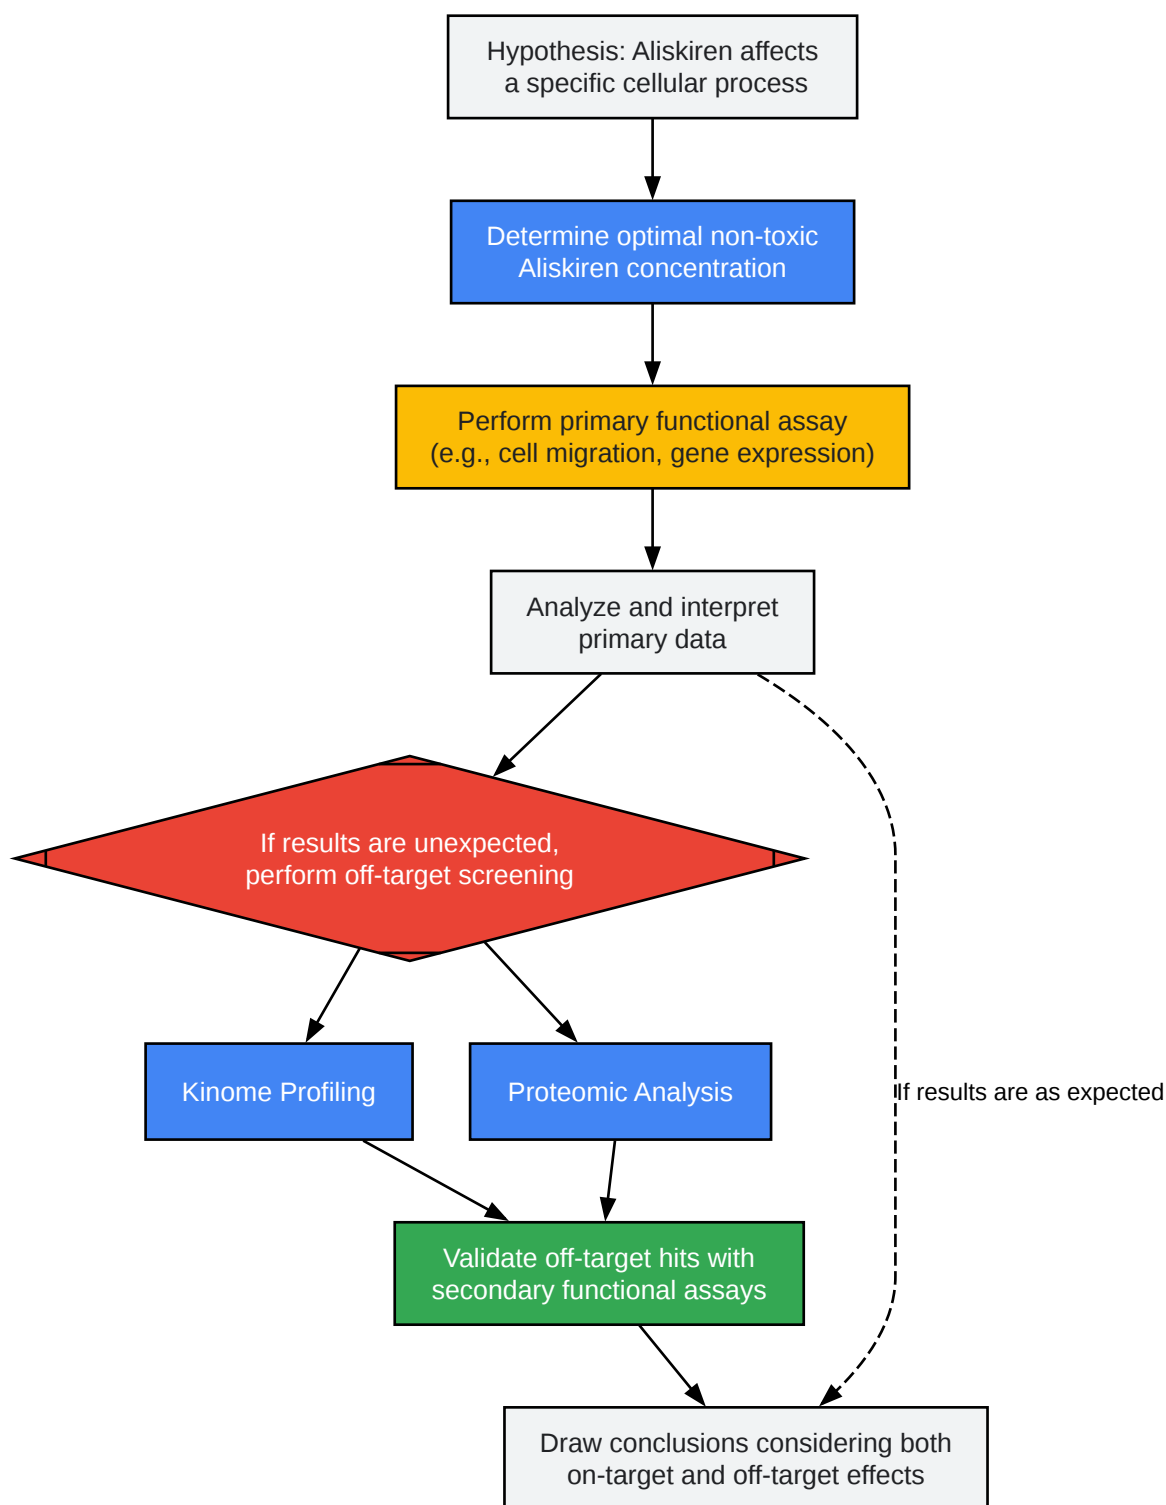 Hypothesis: Aliskiren affects
a specific cellular process
Determine optimal non-toxic
Aliskiren concentration
Perform primary functional assay
(e.g., cell migration, gene expression)
Analyze and interpret
primary data
If results are unexpected,
perform off-target screening
Kinome Profiling
Proteomic Analysis
If results are as expected
Validate off-target hits with
secondary functional assays
Draw conclusions considering both
on-target and off-target effects